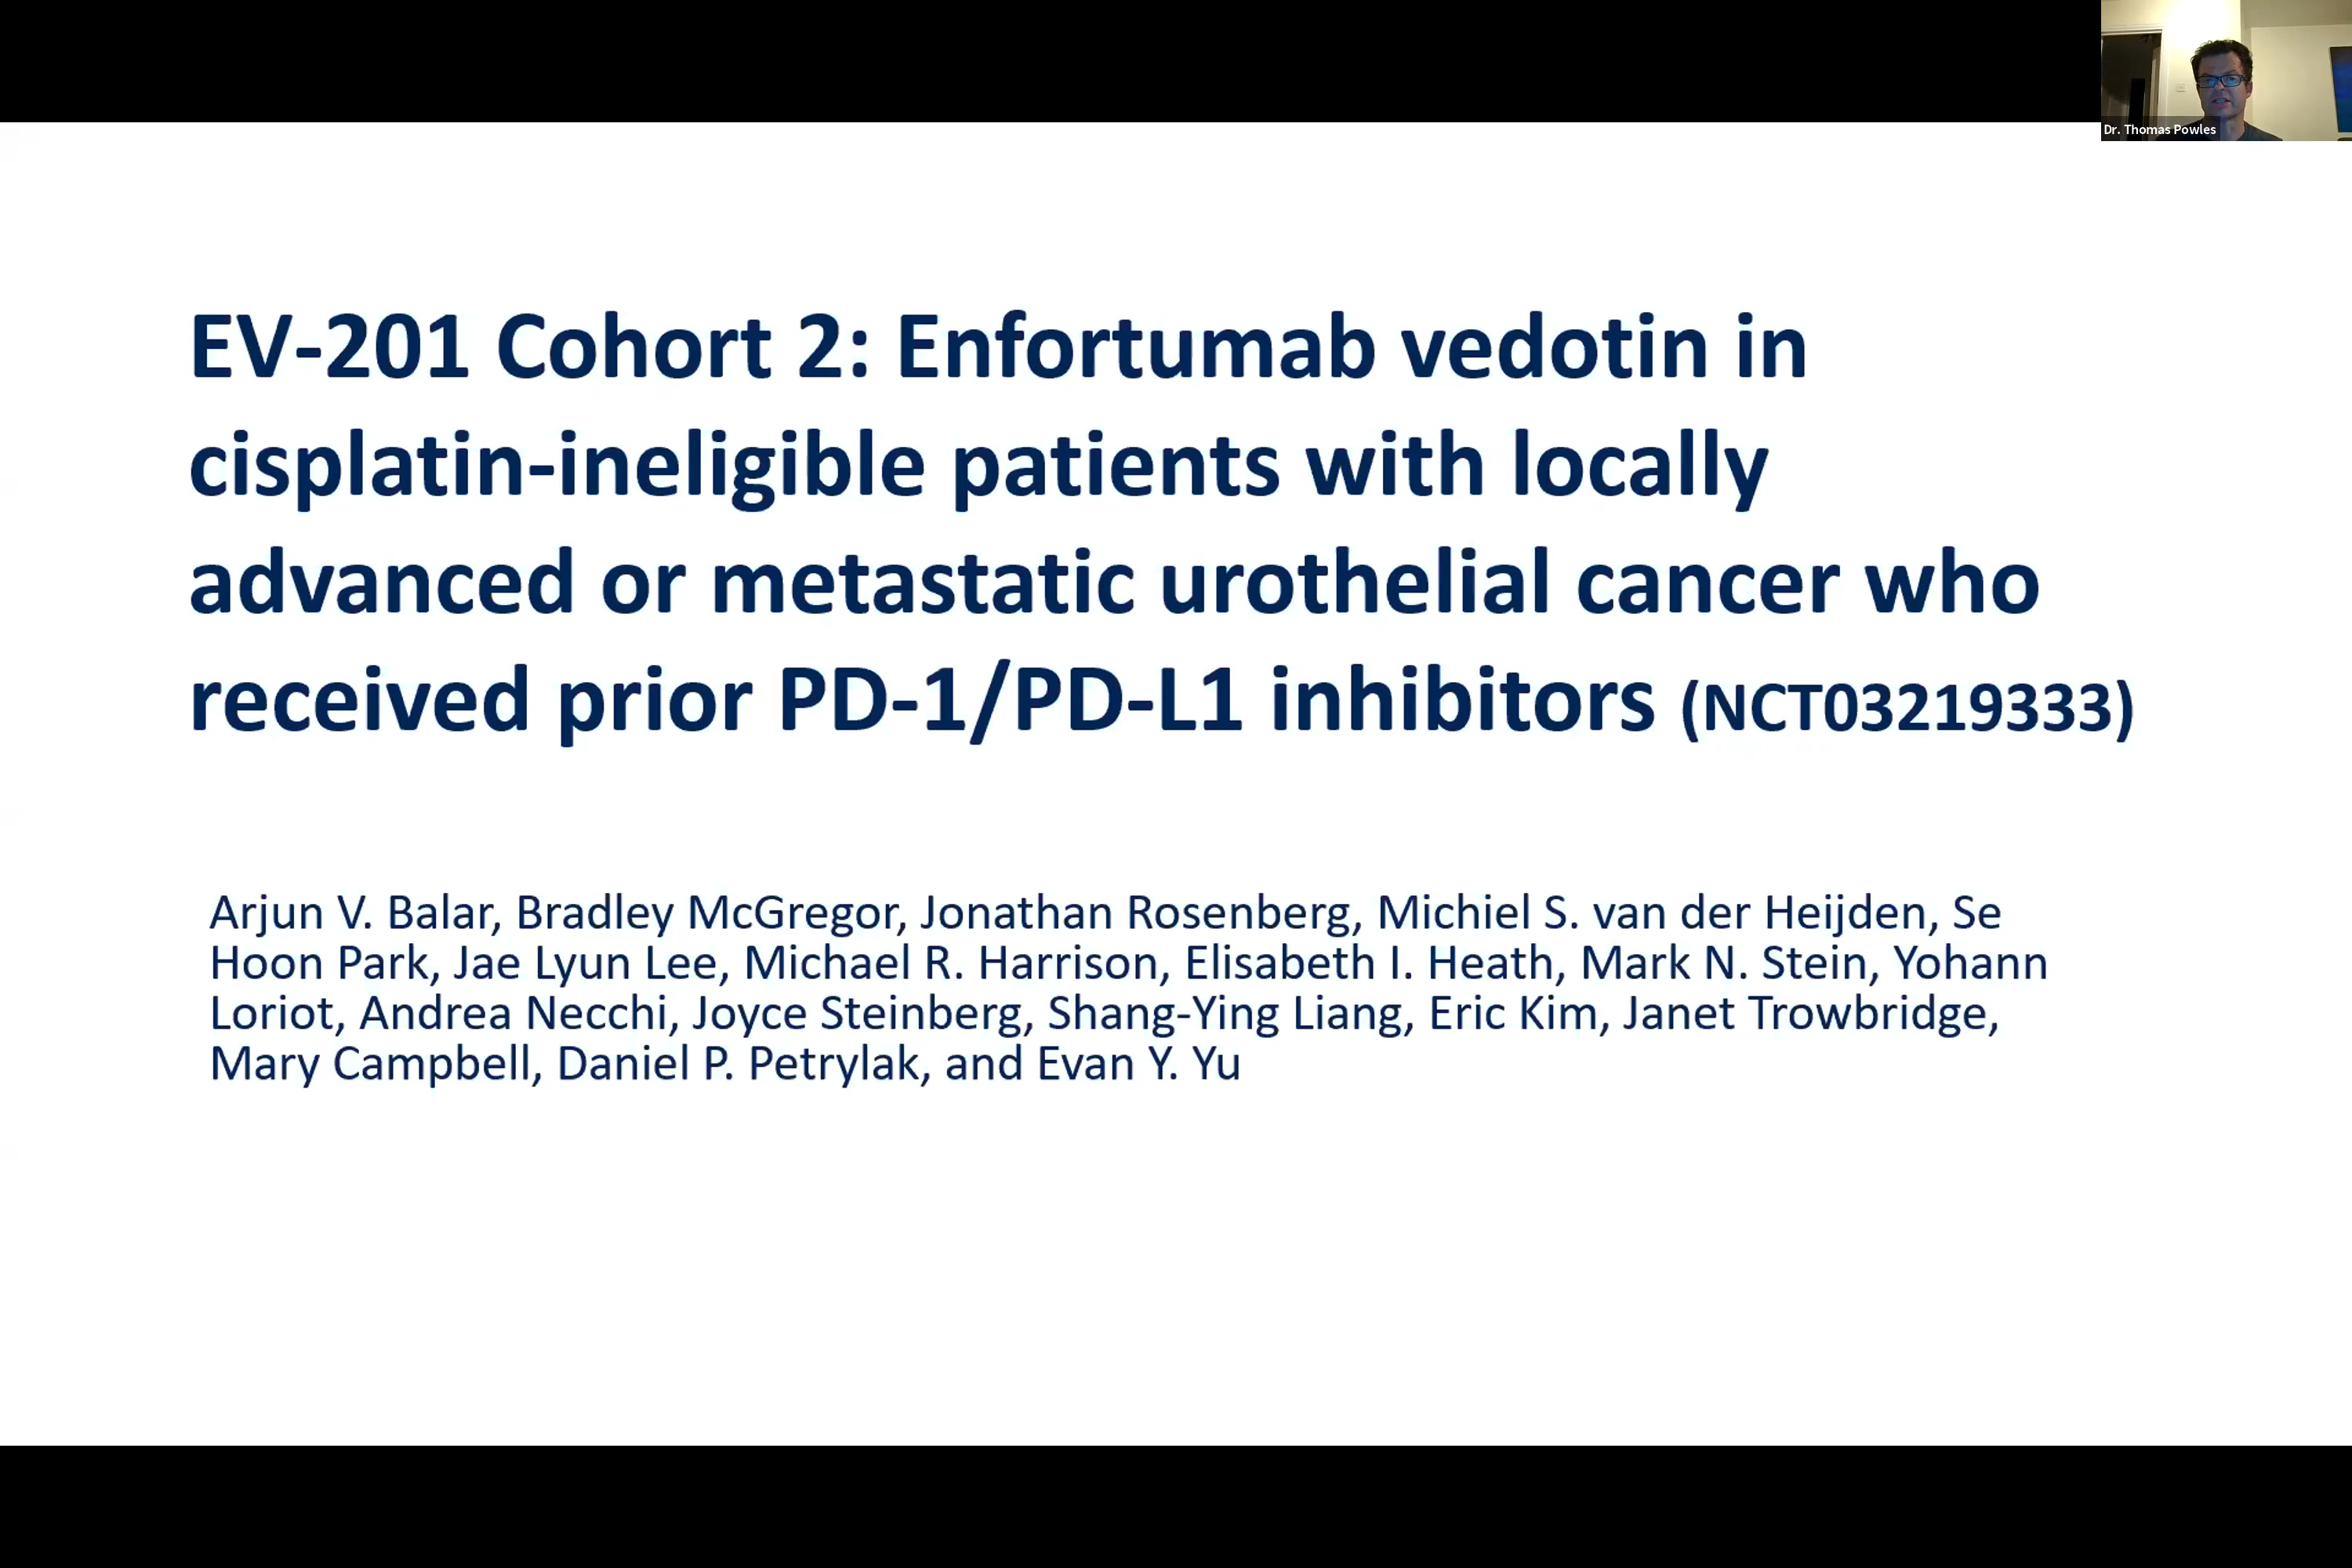 Dr. Thomas Powles
EV-201 Cohort 2: Enfortumab vedotin in
cisplatin-ineligible patients with locally
advanced or metastatic urothelial cancer who
received prior PD-1/PD-L1 inhibitors (NCT03219333)
Arjun V. Balar, Bradley McGregor, Jonathan Rosenberg, Michiel S. van der Heijden, Se
Hoon Park, Jae Lyun Lee, Michael R. Harrison, Elisabeth I. Heath, Mark N. Stein, Yohann
Loriot, Andrea Necchi, Joyce Steinberg, Shang-Ying Liang, Eric Kim, Janet Trowbridge,
Mary Campbell, Daniel P. Petrylak, and Evan Y. Yu